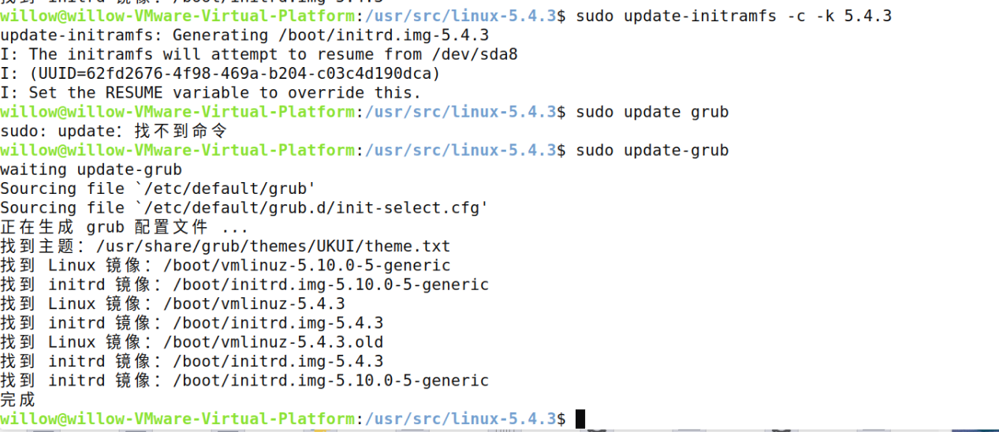 找到 initrd 镜像：/boot/initrd.img-5.4.3
willow@willow-VMware-Virtual-Platform:/usr/src/linux-5.4.3$ sudo update-initramfs -c -k 5.4.3
update-initramfs: Generating /boot/initrd.img-5.4.3
I: The initramfs will attempt to resume from /dev/sda8
I: (UUID=62fd2676-4f98-469a-b204-c03c4d190dca)
I: Set the RESUME variable to override this.
willow@willow-VMware-Virtual-Platform:/usr/src/linux-5.4.3$ sudo update grub
sudo: update：找不到命令
willow@willow-VMware-Virtual-Platform:/usr/src/linux-5.4.3$ sudo update-grub
waiting update-grub
Sourcing file `/etc/default/grub'
Sourcing file `/etc/default/grub.d/init-select.cfg'
正在生成 grub 配置文件 ...
找到主题：/usr/share/grub/themes/UKUI/theme.txt
找到 Linux 镜像：/boot/vmlinuz-5.10.0-5-generic
找到 initrd 镜像：/boot/initrd.img-5.10.0-5-generic
找到 Linux 镜像：/boot/vmlinuz-5.4.3
找到 initrd 镜像：/boot/initrd.img-5.4.3
找到 Linux 镜像：/boot/vmlinuz-5.4.3.old
找到 initrd 镜像：/boot/initrd.img-5.4.3
找到 initrd 镜像：/boot/initrd.img-5.10.0-5-generic
完成
willow@willow-VMware-Virtual-Platform:/usr/src/linux-5.4.3$